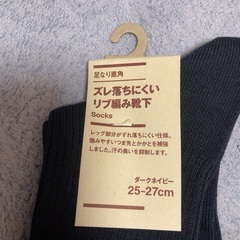 足なり直角
ズレ落ちにくい
リブ編み靴下
Socks
レッグ部分がずれ落ちにくい仕様。
傷みやすいつま先とかかとを補強
しました。汗の臭いを抑制します。
ダークネイビー
25-27cm